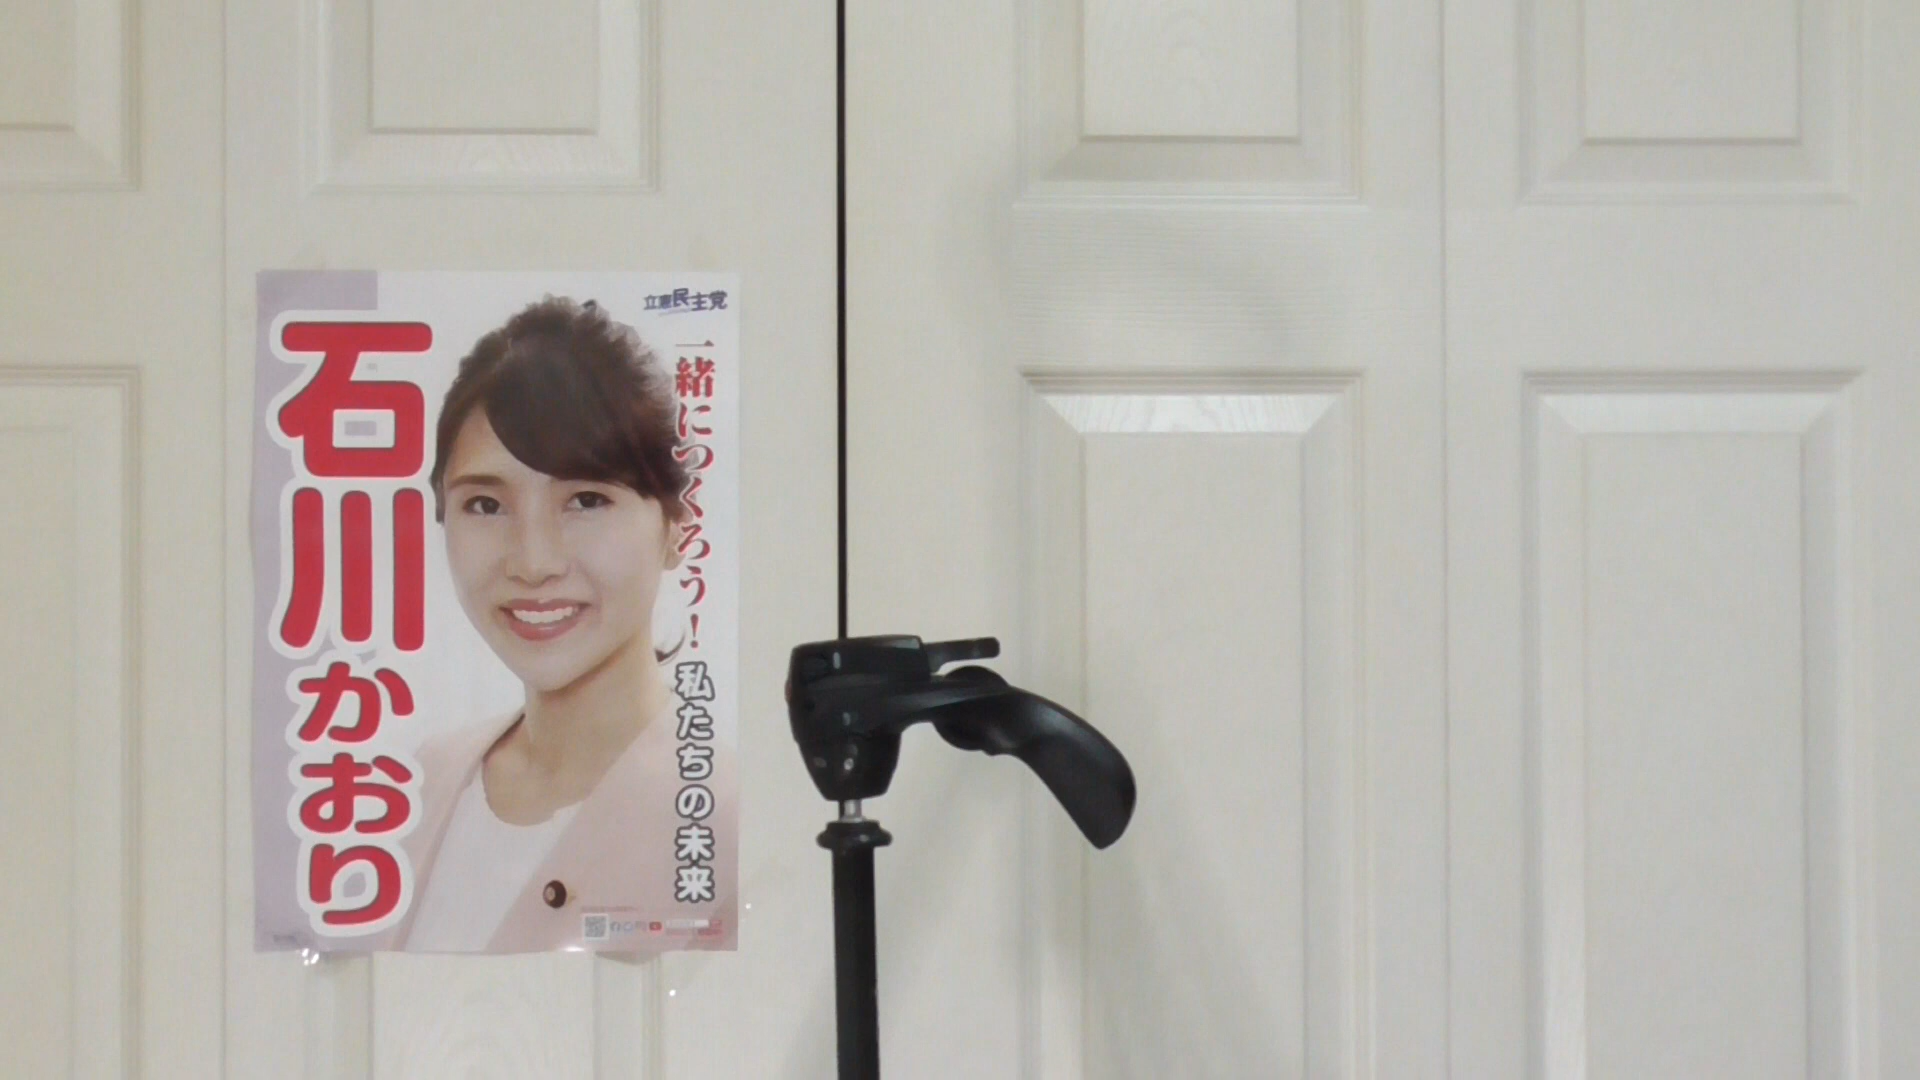 立憲民主党
石川かおり
一緒につくろう！私たちの未来